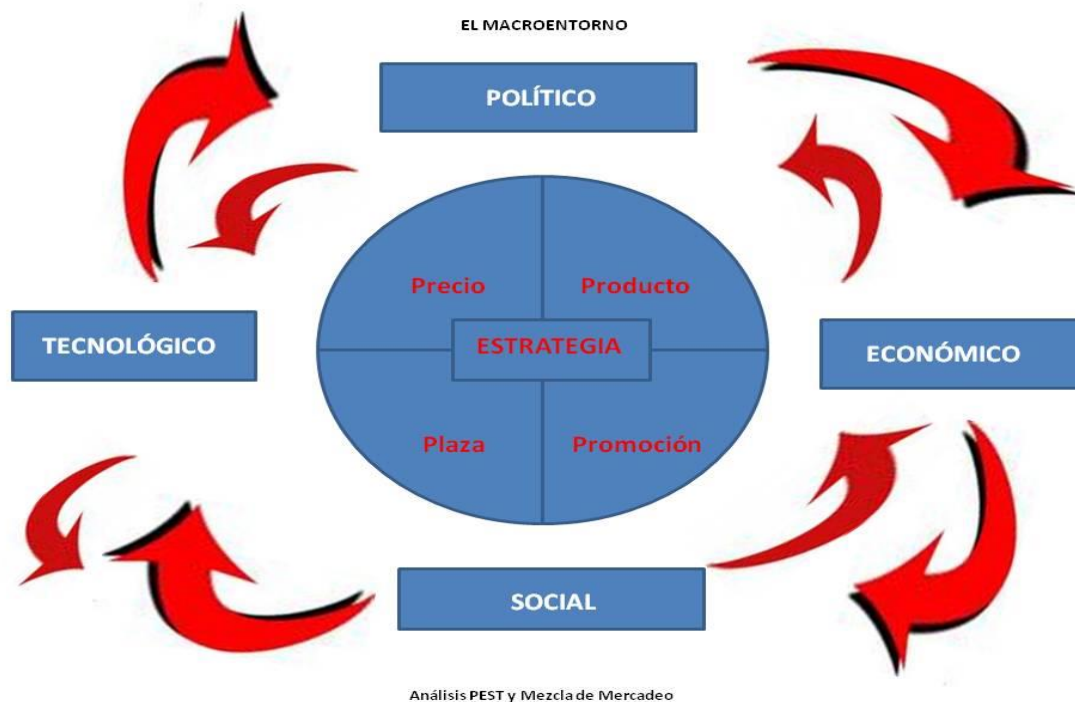 EL MACROENTORNO
POLÍTICO
Precio
Producto
TECNOLÓGICO
ESTRATEGIA
ECONÓMICO
Plaza
Promoción
SOCIAL
Análisis PEST y Mezcla de Mercadeo